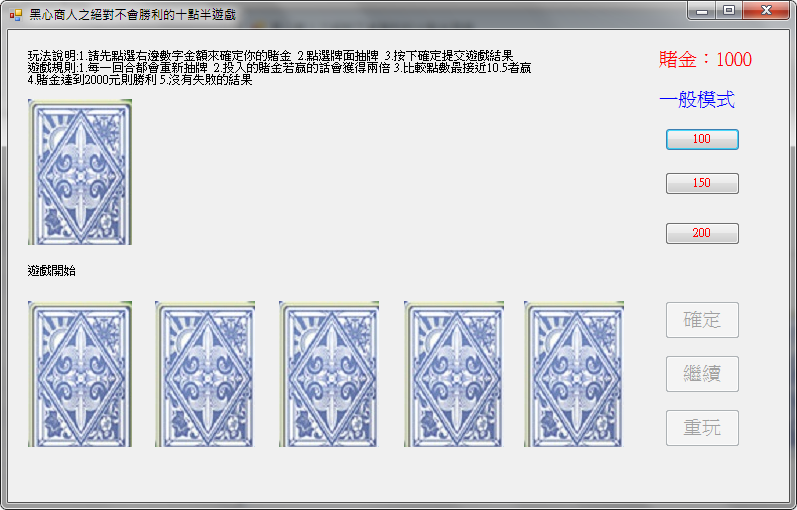 黑心商人之絕對不會勝利的十點半遊戲
玩法說明:1.請先點選右邊數字金額來確定你的賭金 2.點選牌面抽牌 3.按下確定提交遊戲結果
遊戲規則:1.每一回合都會重新抽牌 2.投入的賭金若贏的話會獲得兩倍 3.比較點數最接近10.5者贏
4.賭金達到2000元則勝利 5.沒有失敗的結果
賭金：1000
一般模式
100
150
200
遊戲開始
確定
繼續
重玩